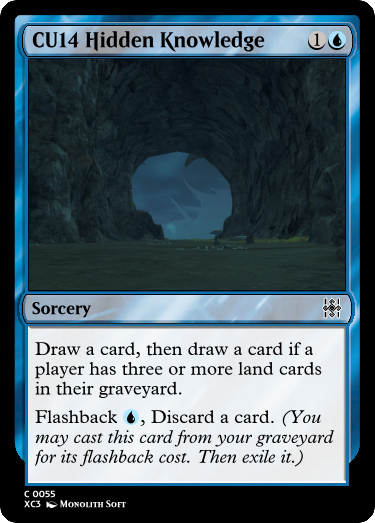 CU14 Hidden Knowledge 1
Sorcery
Draw a card, then draw a card if a
player has three or more land cards
in their graveyard.
Flashback , Discard a card. (You
may cast this card from your graveyard
for its flashback cost. Then exile it.)
C 0055
XC3 Monolith Soft